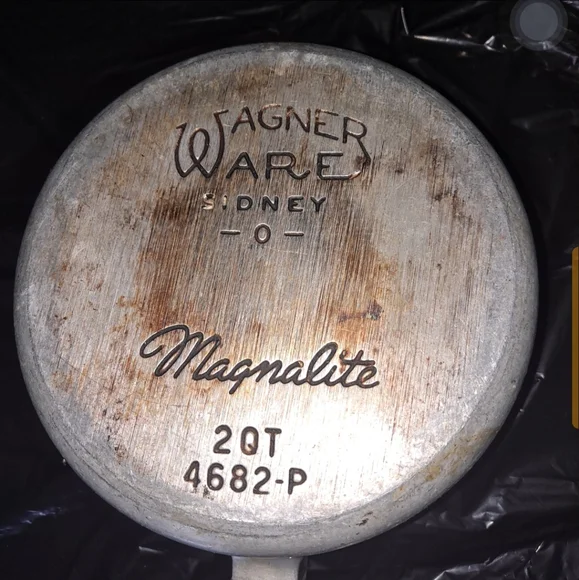 WAGNER
WARE
SIDNEY
-O-
Magnalite
2QT
4682-P